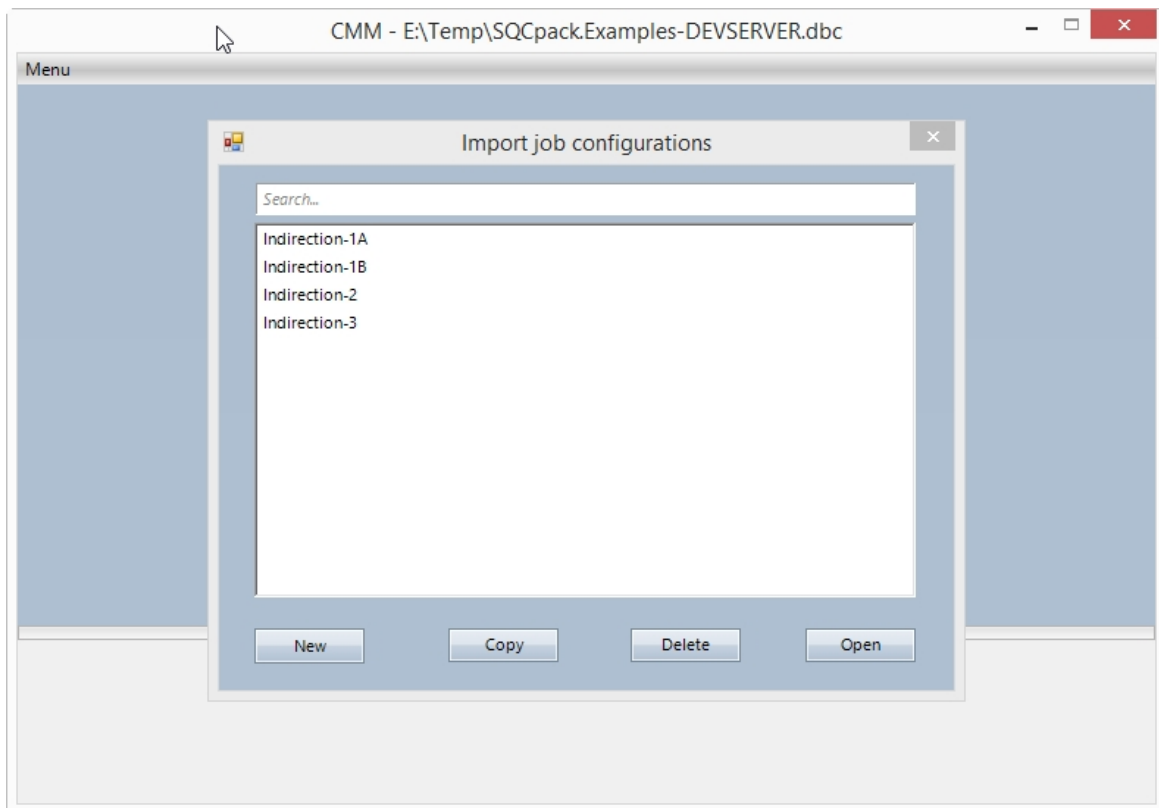 CMM - E:\Temp\SQCpack.Examples-DEVSERVER.dbc
Menu
Import job configurations
Search...
Indirection-1A
Indirection-1B
Indirection-2
Indirection-3
New Copy Delete Open